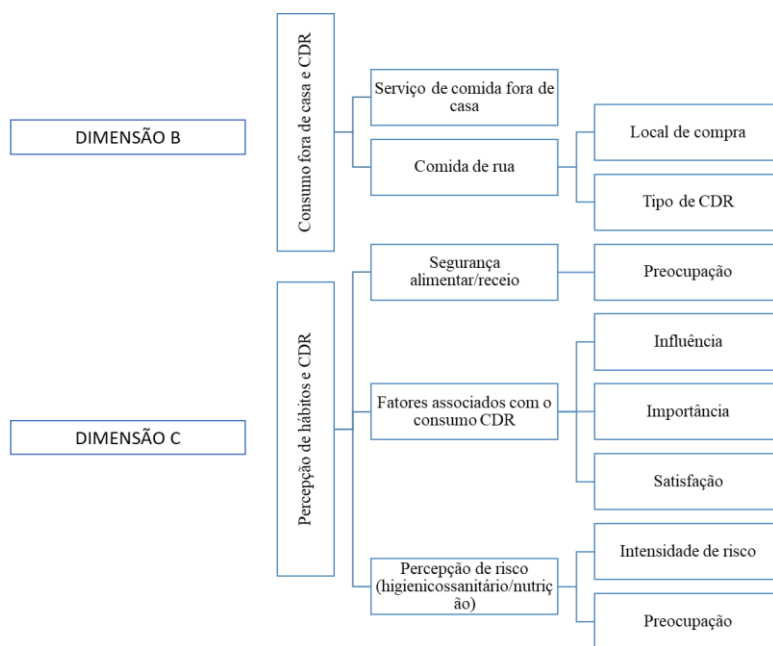 DIMENSÃO B
Consumo fora de casa e CDR
Serviço de comida fora de
casa
Comida de rua
Local de compra
Tipo de CDR
DIMENSÃO C
Percepção de hábitos e CDR
Segurança
alimentar/receio
Preocupação
Fatores associados com o
consumo CDR
Influência
Importância
Satisfação
Percepção de risco
(higienicossanitário/nutriç
ão)
Intensidade de risco
Preocupação